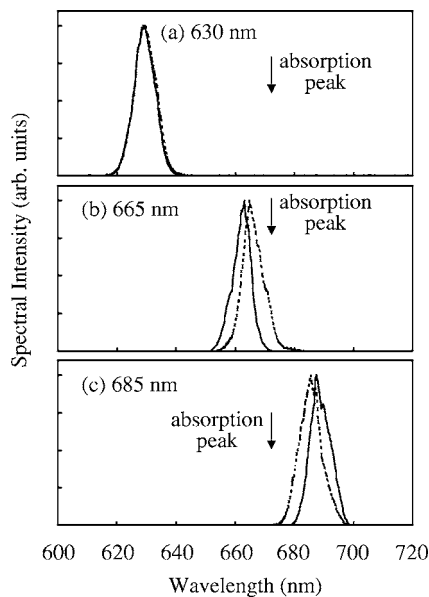 (a) 630 nm
absorption
peak
(b) 665 nm
absorption
peak
(c) 685 nm
absorption
peak
Spectral Intensity (arb. units)
600 620 640 660 680 700 720
Wavelength (nm)